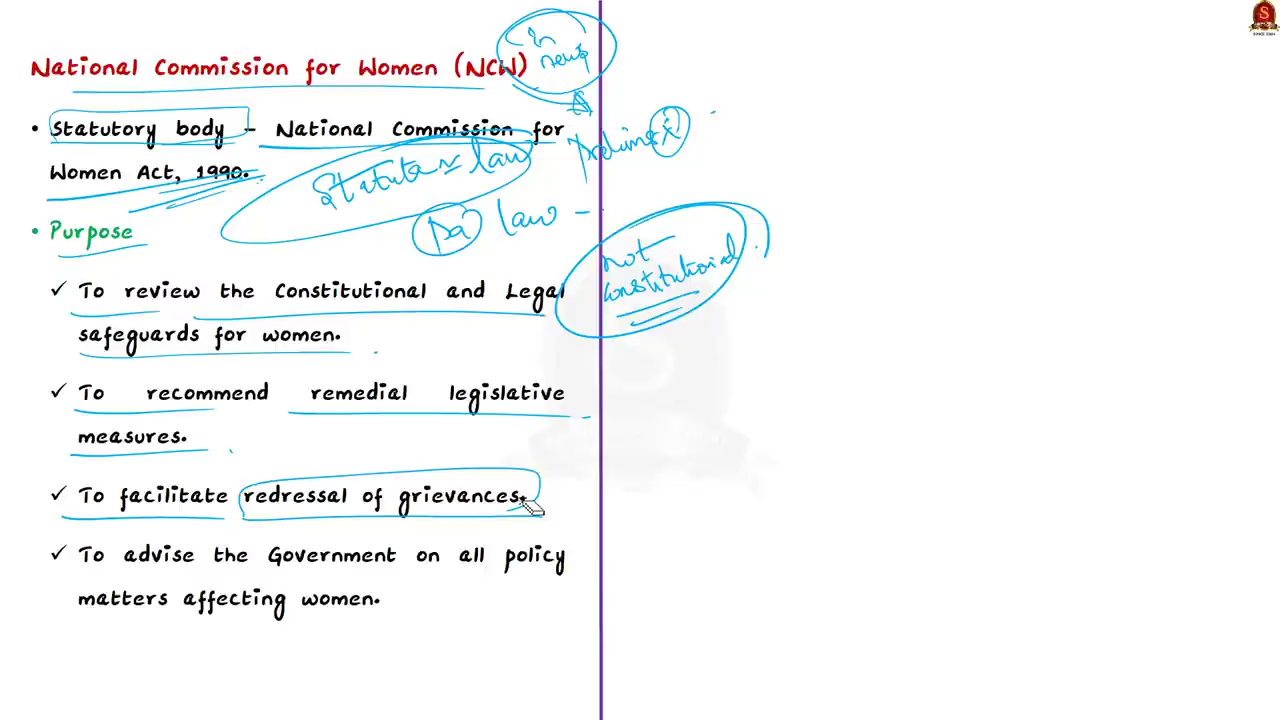 National Commission for Women (NCW)
in
news
• Statutory body - National Commission for
Women Act, 1990.
Prelims
Statute ≈ law
law -
• Purpose
not
constitutional
✓ To review the Constitutional and Legal
safeguards for women.
✓ To recommend remedial legislative
measures.
✓ To facilitate redressal of grievances.
✓ To advise the Government on all policy
matters affecting women.